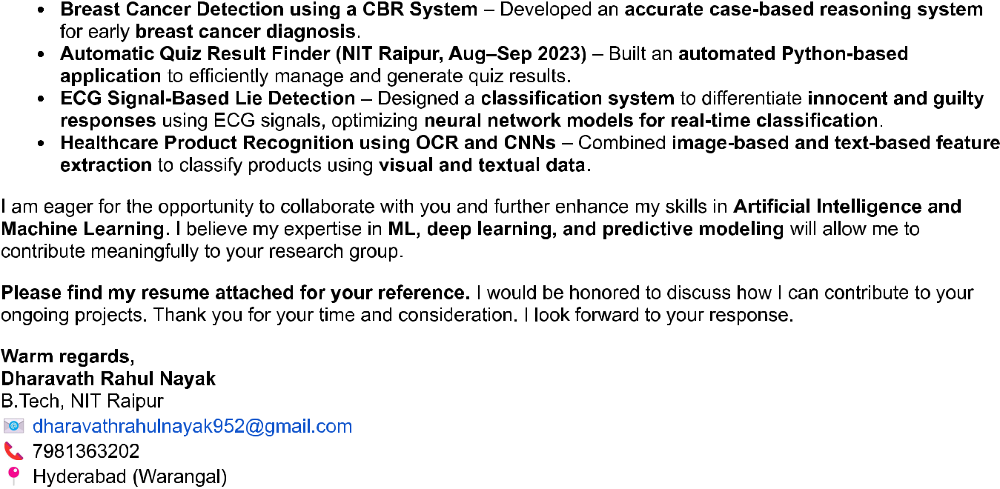 • Breast Cancer Detection using a CBR System – Developed an accurate case-based reasoning system
for early breast cancer diagnosis.
• Automatic Quiz Result Finder (NIT Raipur, Aug–Sep 2023) – Built an automated Python-based
application to efficiently manage and generate quiz results.
• ECG Signal-Based Lie Detection – Designed a classification system to differentiate innocent and guilty
responses using ECG signals, optimizing neural network models for real-time classification.
• Healthcare Product Recognition using OCR and CNNs – Combined image-based and text-based feature
extraction to classify products using visual and textual data.
I am eager for the opportunity to collaborate with you and further enhance my skills in Artificial Intelligence and
Machine Learning. I believe my expertise in ML, deep learning, and predictive modeling will allow me to
contribute meaningfully to your research group.
Please find my resume attached for your reference. I would be honored to discuss how I can contribute to your
ongoing projects. Thank you for your time and consideration. I look forward to your response.
Warm regards,
Dharavath Rahul Nayak
B.Tech, NIT Raipur
dharavathrahulnayak952@gmail.com
7981363202
Hyderabad (Warangal)